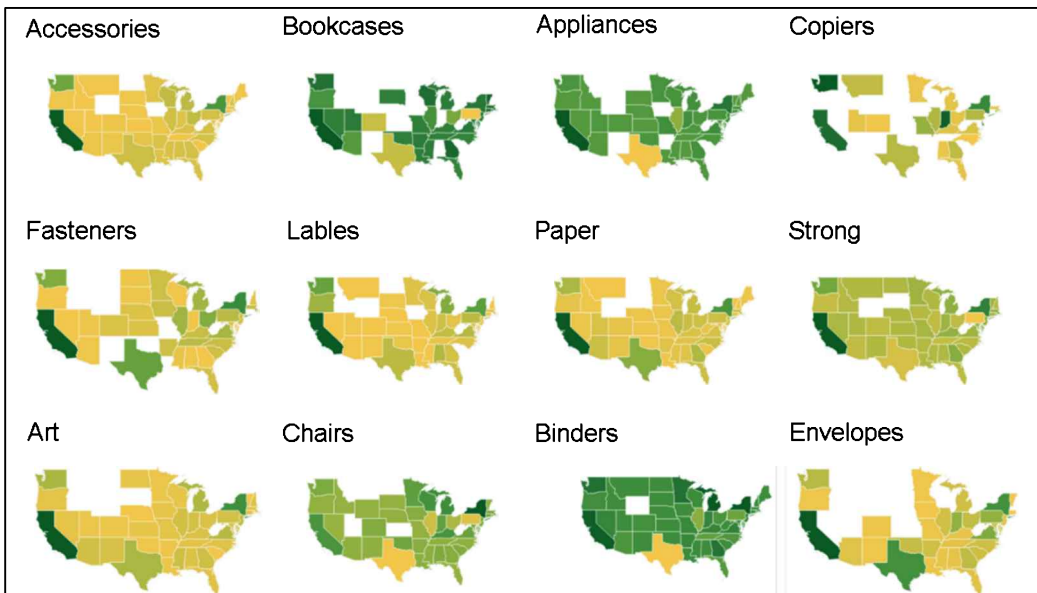 Accessories
Bookcases
Appliances
Copiers
Fasteners
Lables
Paper
Strong
Art
Chairs
Binders
Envelopes